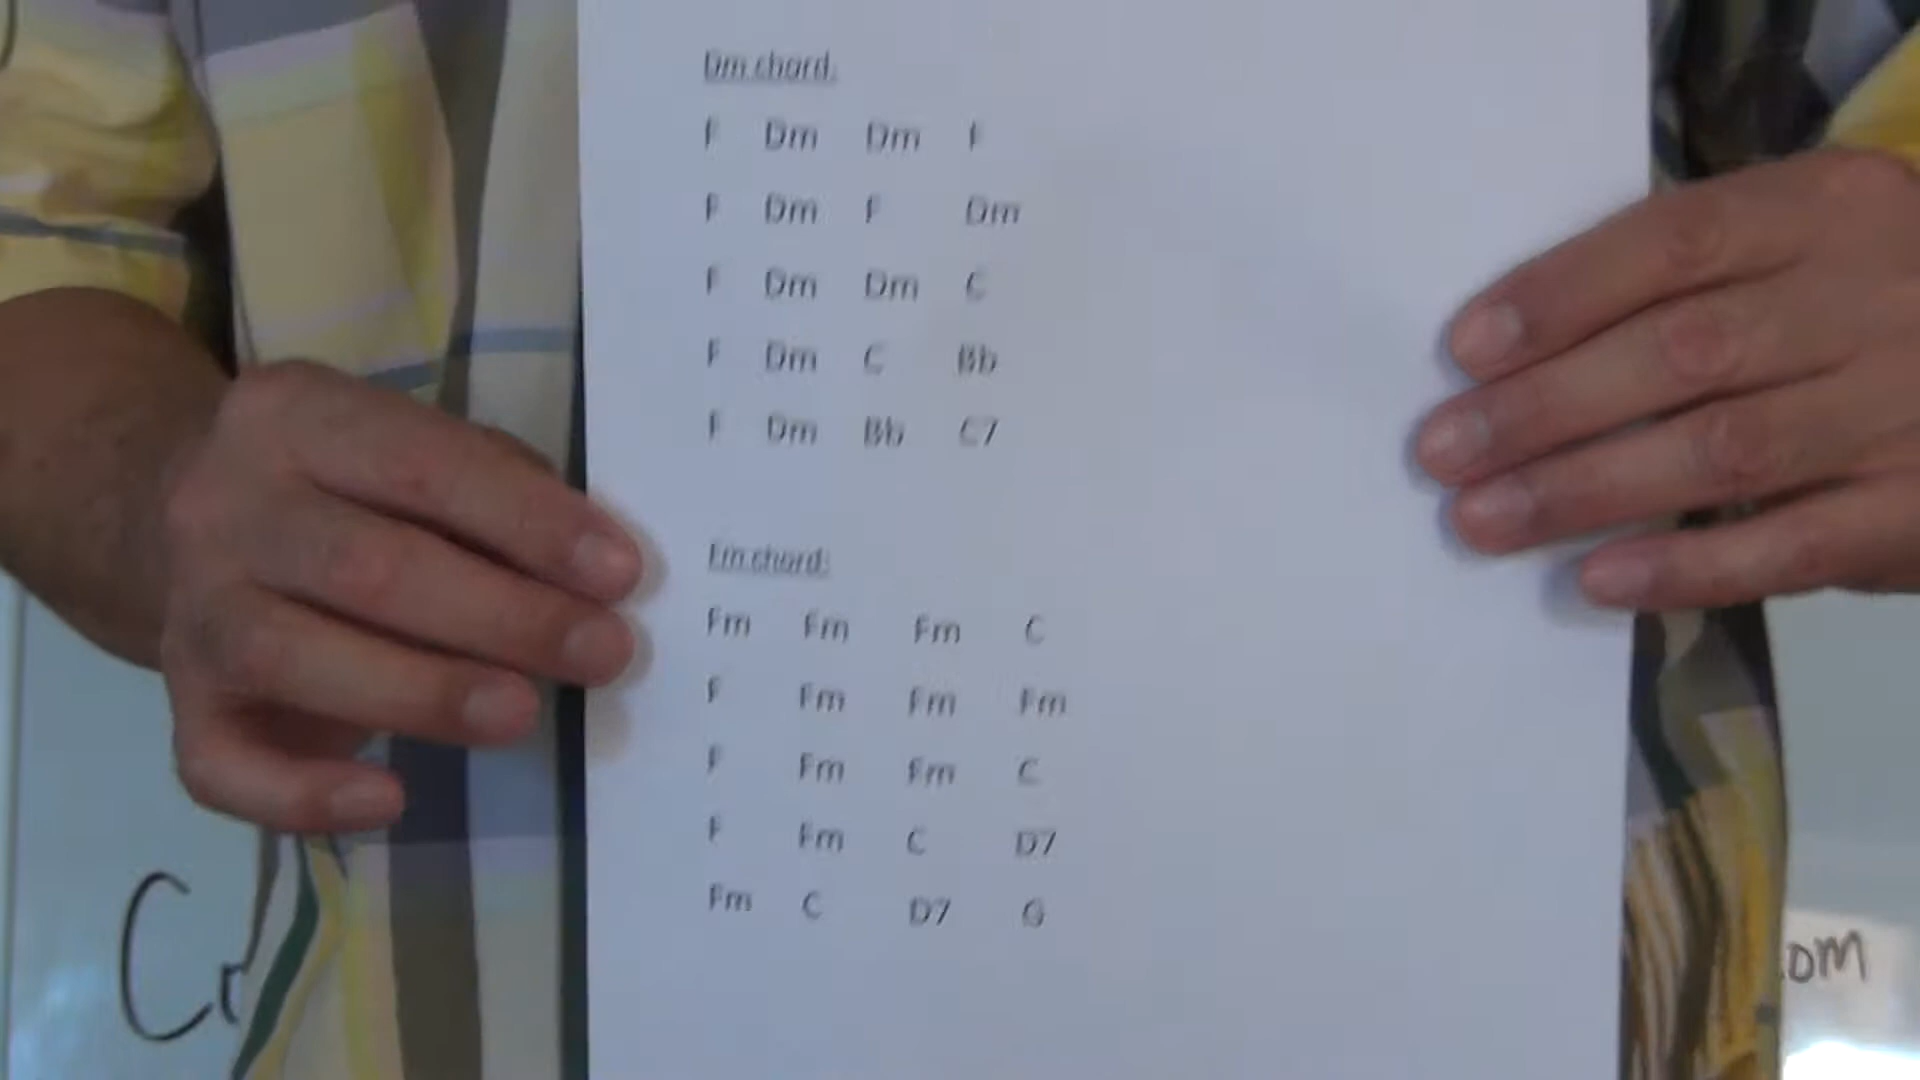 Dm chord:
F Dm Dm F
F Dm F Dm
F Dm Dm C
F Dm C Bb
F Dm Bb C7
Fm chord:
Fm Fm Fm C
F Fm Fm Fm
F Fm Fm C
F Fm C D7
Fm C D7 G